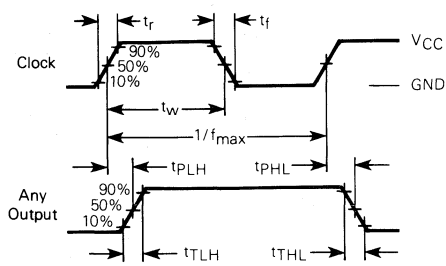 tr
tf
90%
50%
10%
Clock
VCC
GND
tw
1/fmax
tPLH
tPHL
Any
Output
90%
50%
10%
tTLH
tTHL